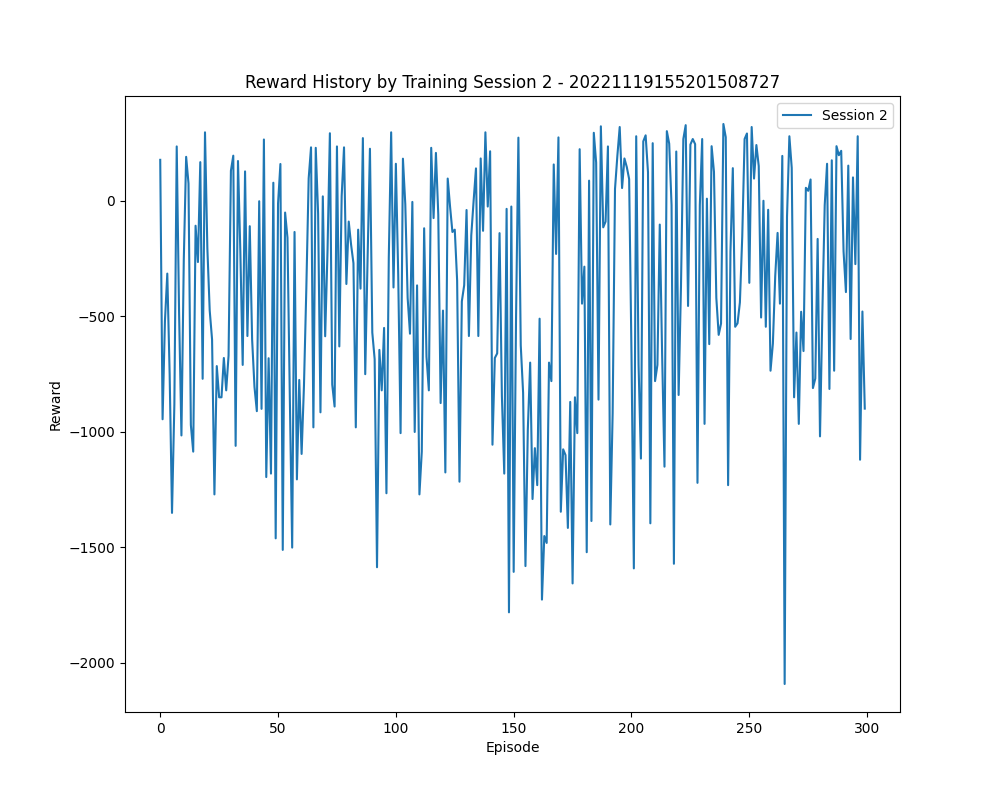 Reward History by Training Session 2 - 20221119155201508727
Session 2
0
−500
−1000
−1500
−2000
Reward
0 50 100 150 200 250 300
Episode